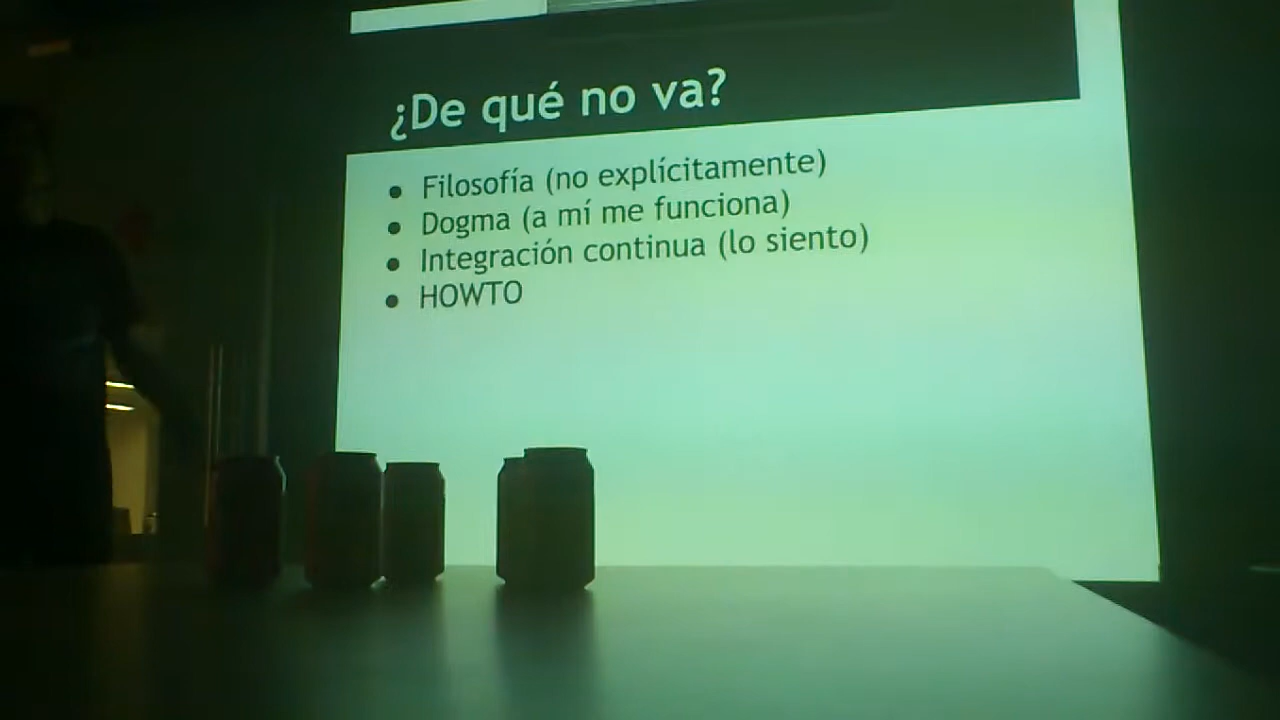 ¿De qué no va?
● Filosofía (no explícitamente)
● Dogma (a mí me funciona)
● Integración continua (lo siento)
● HOWTO